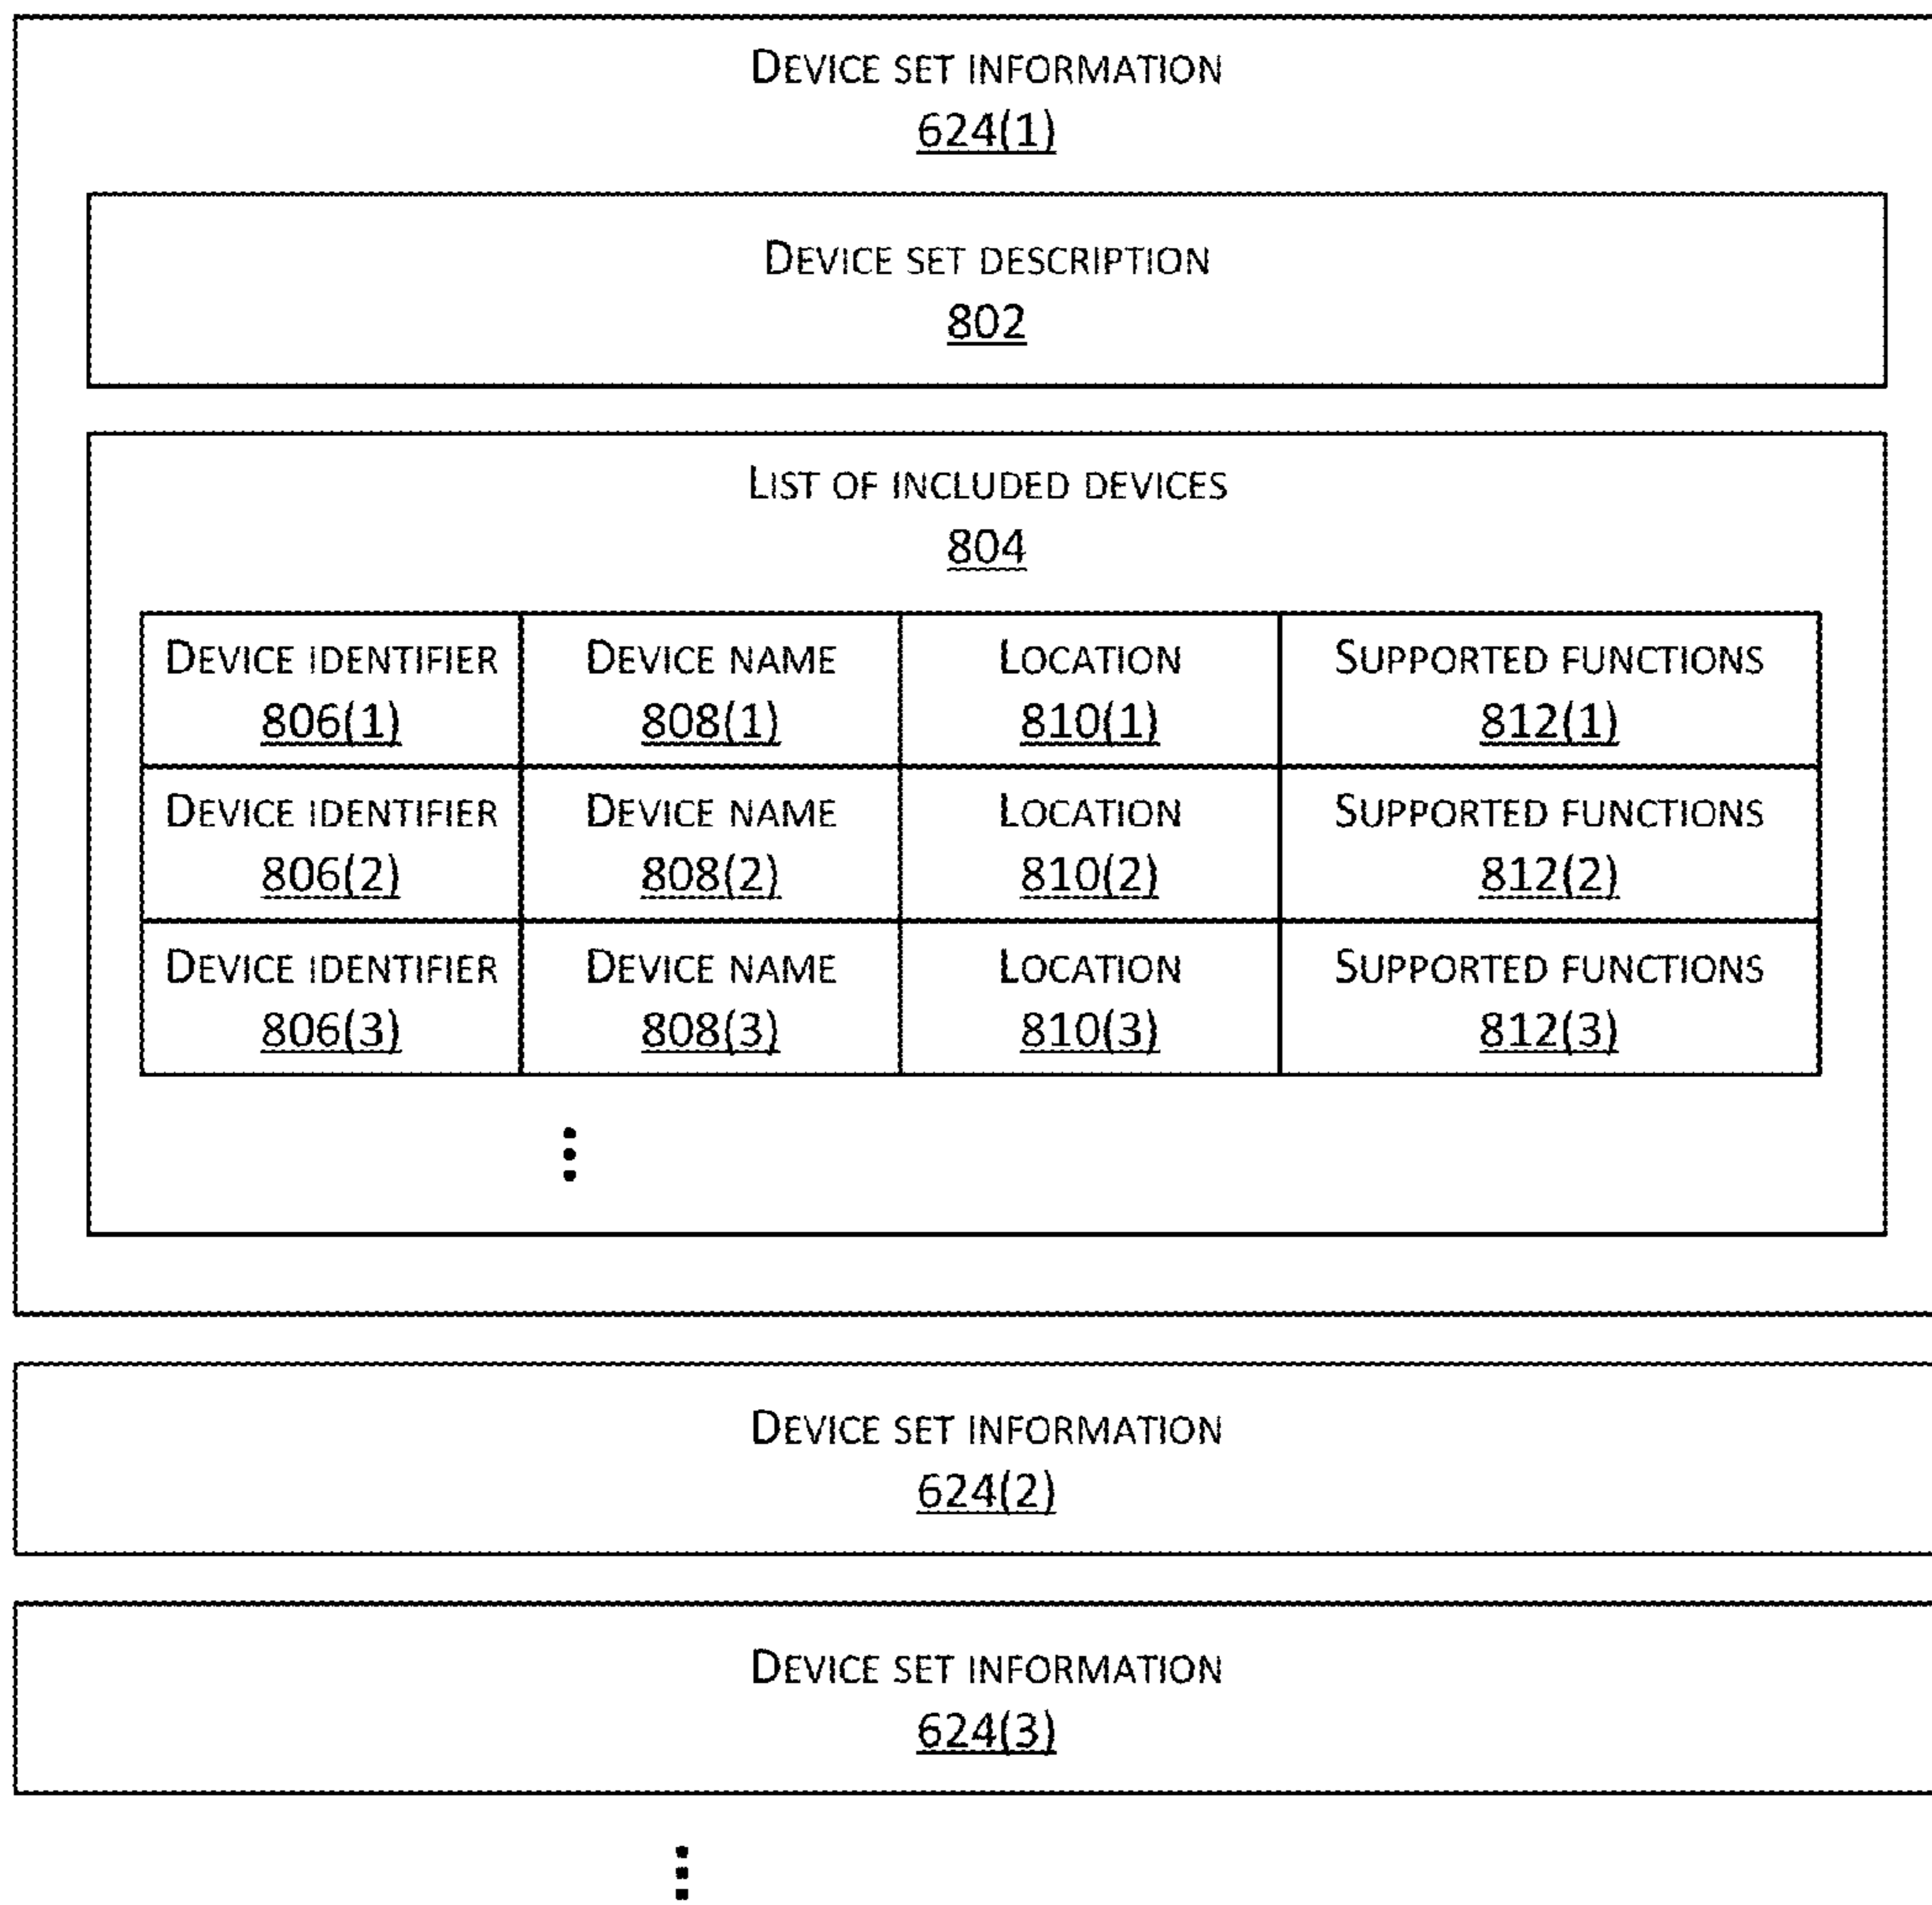 Device set information
624(1)
Device set description
802
List of included devices
804
Device identifier Device name Location Supported functions
806(1) 808(1) 810(1) 812(1)
Device identifier Device name Location Supported functions
806(2) 808(2) 810(2) 812(2)
Device identifier Device name Location Supported functions
806(3) 808(3) 810(3) 812(3)
Device set information
624(2)
Device set information
624(3)